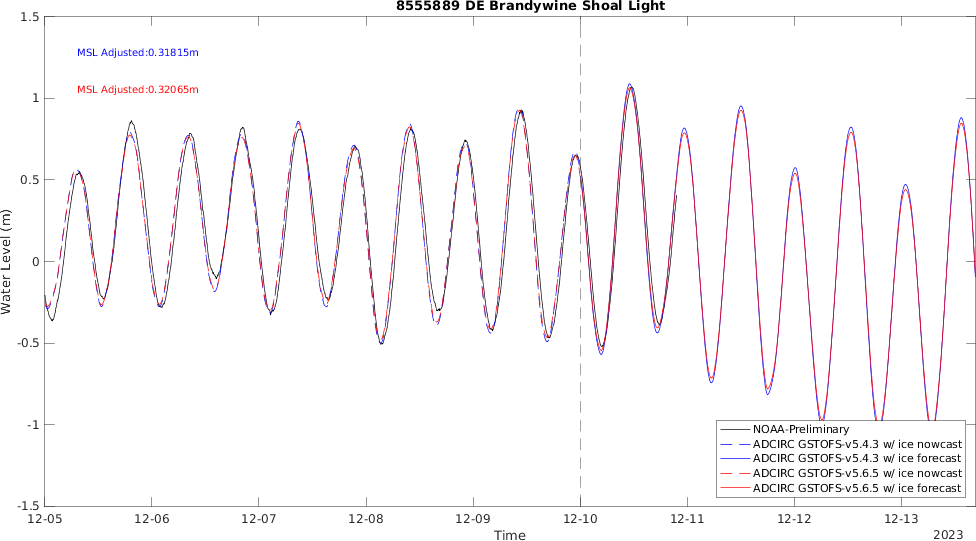 8555889 DE Brandywine Shoal Light
MSL Adjusted:0.31815m
MSL Adjusted:0.32065m
1.5
1
0.5
0
-0.5
-1
-1.5
Water Level (m)
NOAA-Preliminary
ADCIRC GSTOFS-v5.4.3 w/ ice nowcast
ADCIRC GSTOFS-v5.4.3 w/ ice forecast
ADCIRC GSTOFS-v5.6.5 w/ ice nowcast
ADCIRC GSTOFS-v5.6.5 w/ ice forecast
12-05 12-06 12-07 12-08 12-09 12-10 12-11 12-12 12-13
Time
2023